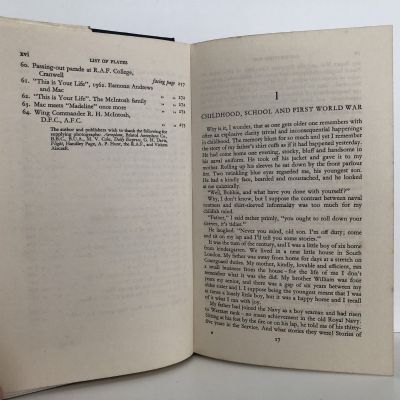 xvi
LIST OF PLATES
60. Passing-out parade at R.A.F. College,
Cranwell
facing page 257
61. "This is Your Life", 1962. Eamonn Andrews
and Mac
62. "This is Your Life". The McIntosh family
63. Mac meets "Madeline" once more
64. Wing Commander R. H. McIntosh,
D.F.C., A.F.C.
" " 275
The author and publishers wish to thank the following for
1
CHILDHOOD, SCHOOL AND FIRST WORLD WAR
Why is it, I wonder, that as one gets older one remembers with
often an explosive clarity trivial and inconsequential happenings
in childhood. The memory blurs for so much and yet I remember
the story of my father's shirt cuffs as if it had happened yesterday.
He had come home one evening, stocky, bluff and handsome in
his naval uniform. He took off his jacket and gave it to my
mother. Rolling up his sleeves he sat down by the front parlour
fire. Two twinkling blue eyes regarded me, his youngest son.
He had a kindly face, bearded and moustached, and he looked
as if he was naturally untidy.
"Well, Bobbie, and what have you done with yourself?"
Why, I don't know, but I suppose the contrast between naval
neatness and shirt-sleeved informality was too much for my
childish mind.
"Father," I told rather primly, "you ought to roll down your
sleeves, it's tidier."
He laughed. "Never you mind, old son. I'm off duty; come
and sit on my lap and I'll tell you some stories."
It was the turn of the century, and I was a little boy of six home
from kindergarten. We lived in a near little house in South
London. My father was away from home for days at a stretch on
Coastguard duties. My mother, kindly, lovable and efficient, ran
a small business from the house - for the life of me I don't
remember what it was she did. My brother William was four
years my senior, and there was a gap of six years between my
older sister and I. I suppose being the youngest meant that I was
at times a lonely little boy, but it was a happy home and I recall
of what I was with joy.
My father had joined the Navy as a boy seaman and had risen
to Warrant rank - no mean achievement in the old Royal Navy.
Sitting at his feet by the fire or on his lap, he told me of his thirty-
five years in the Service. And what stories they were! Stories of
17